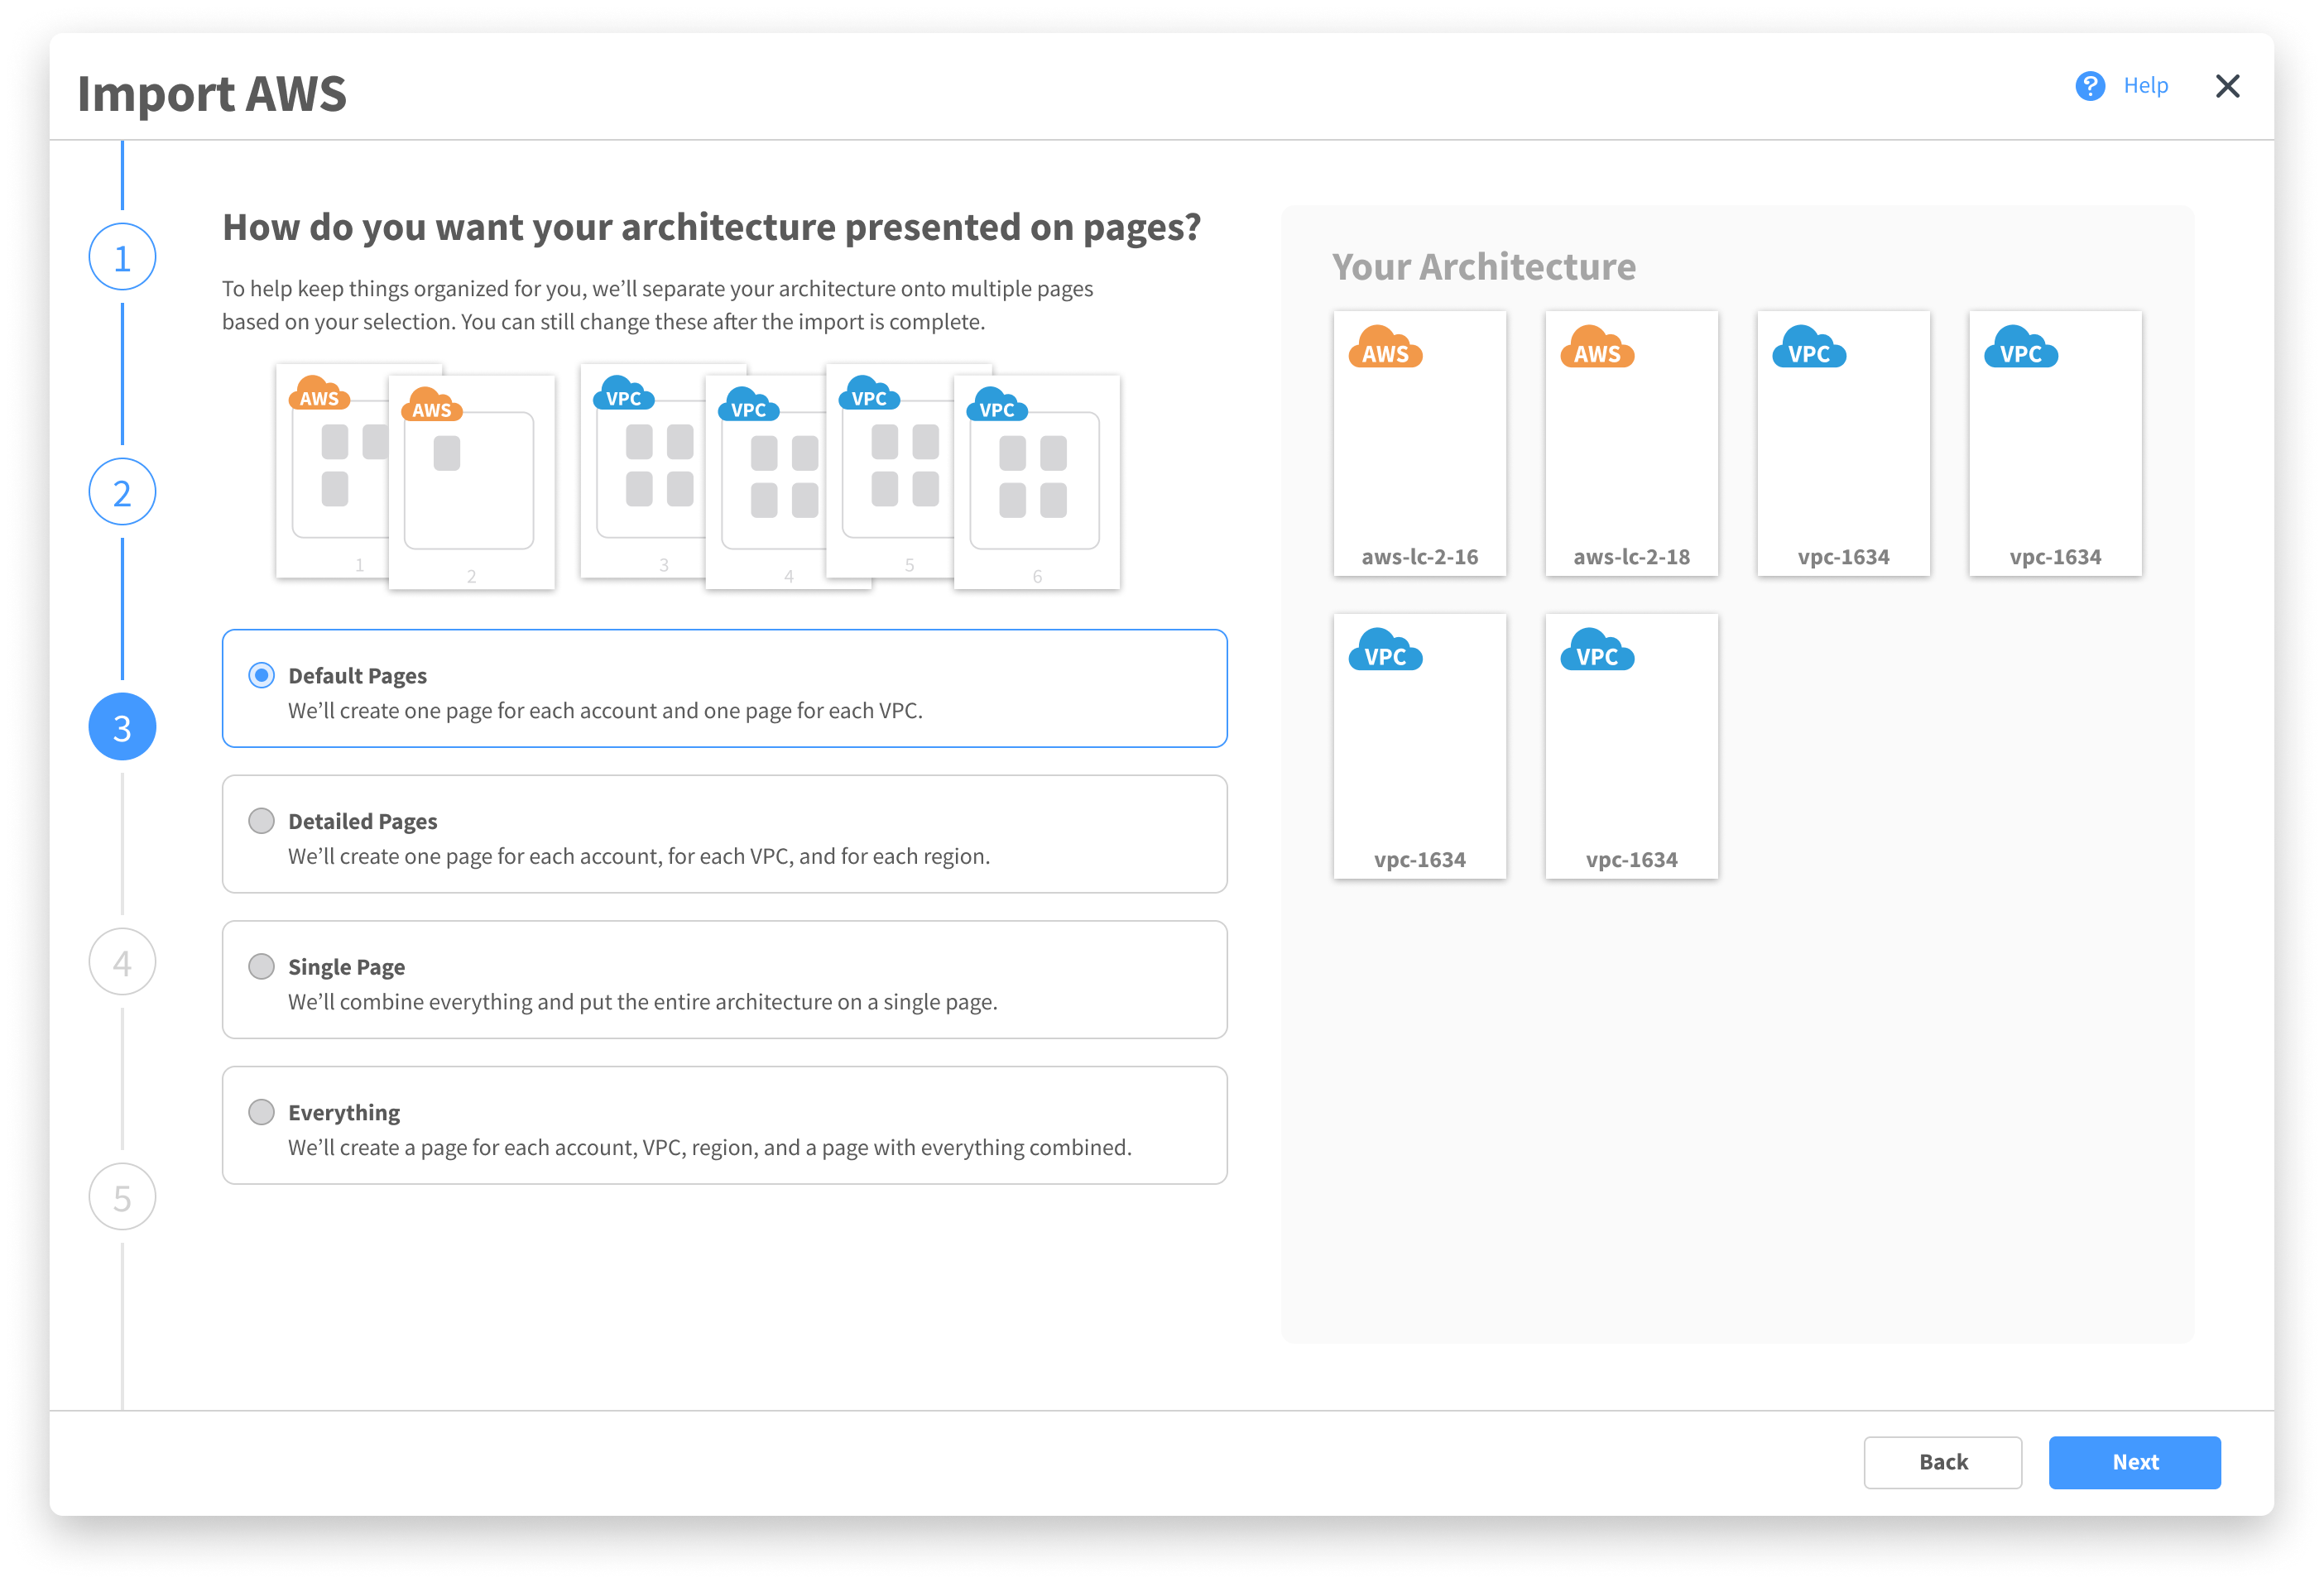 Import AWS
? Help
1
2
3
4
5
How do you want your architecture presented on pages?
To help keep things organized for you, we’ll separate your architecture onto multiple pages
based on your selection. You can still change these after the import is complete.
AWS
AWS
VPC
VPC
VPC
VPC
1
2
3
4
5
6
Default Pages
We’ll create one page for each account and one page for each VPC.
Detailed Pages
We’ll create one page for each account, for each VPC, and for each region.
Single Page
We’ll combine everything and put the entire architecture on a single page.
Everything
We’ll create a page for each account, VPC, region, and a page with everything combined.
Your Architecture
AWS
AWS
VPC
VPC
aws-lc-2-16
aws-lc-2-18
vpc-1634
vpc-1634
VPC
VPC
vpc-1634
vpc-1634
Back
Next